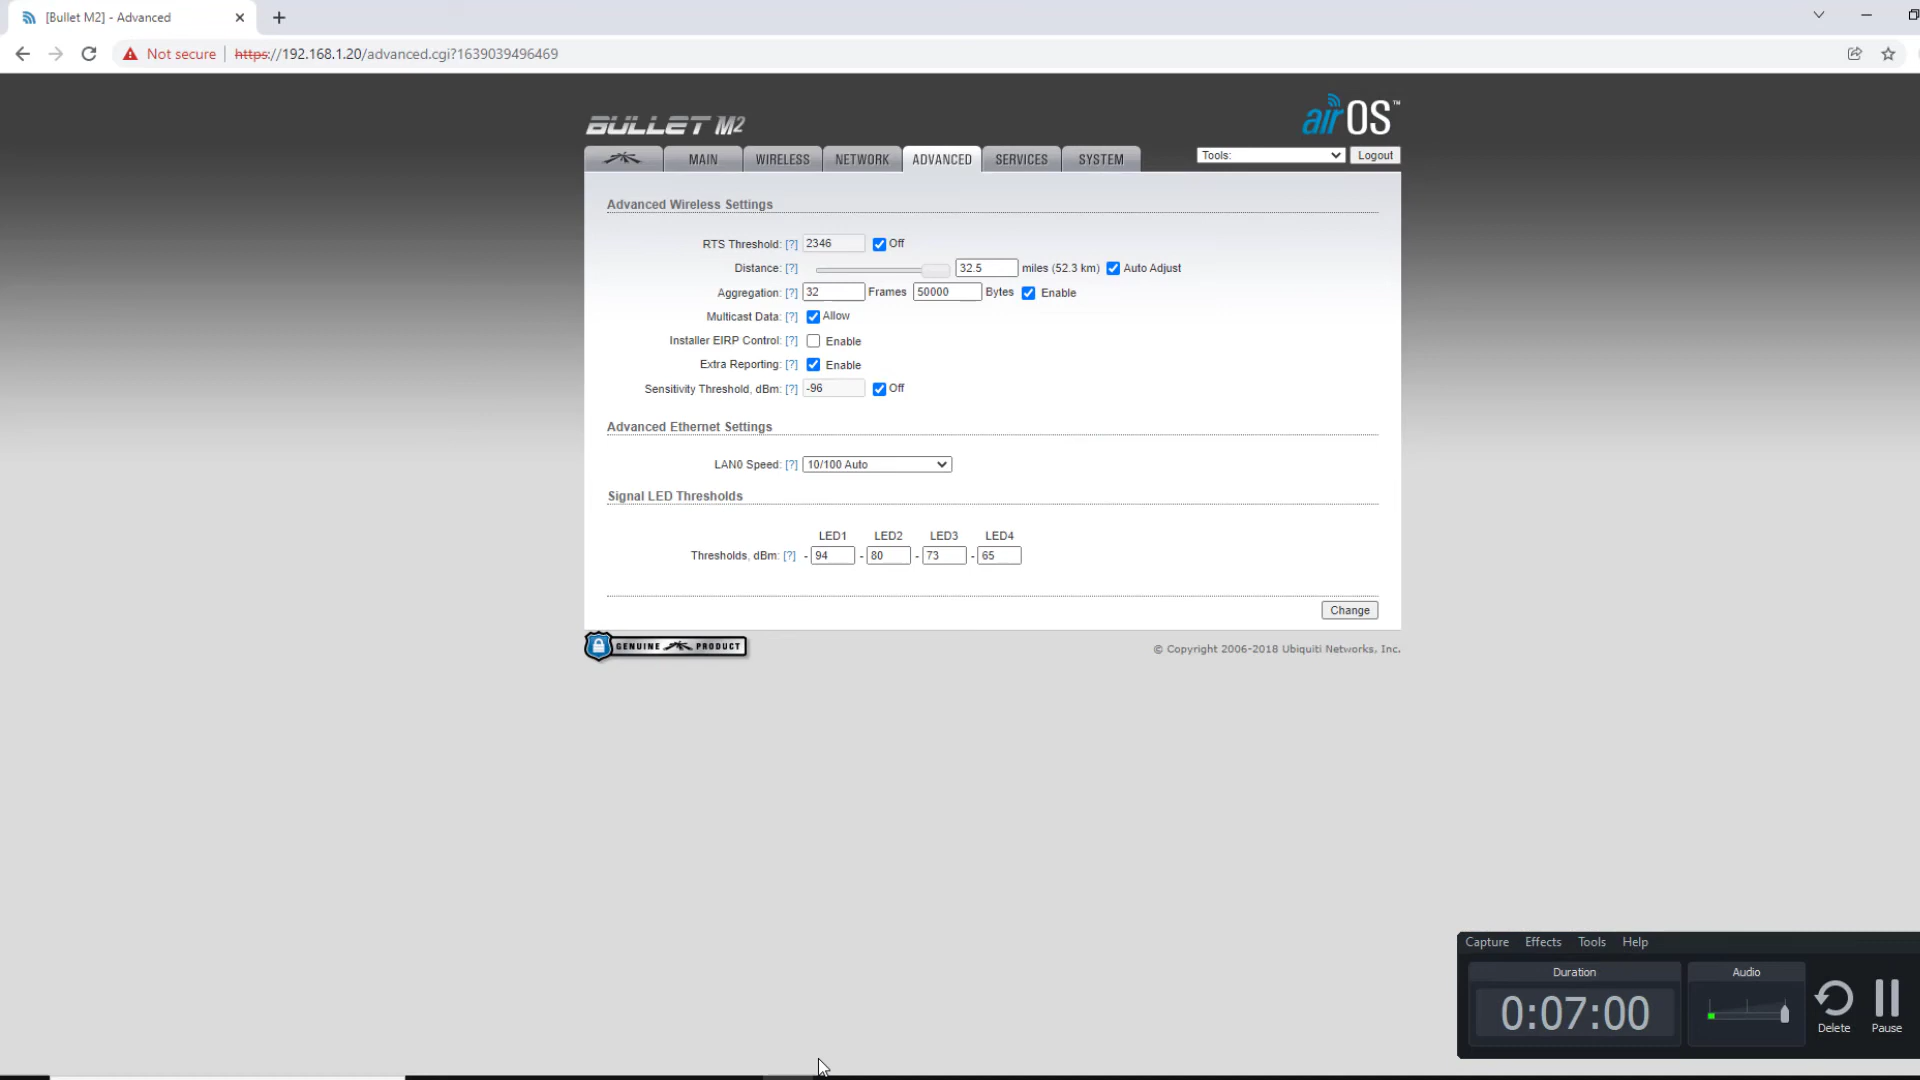 [Bullet M2] - Advanced
Not secure | https://192.168.1.20/advanced.cgi?1639039496469
BULLET M2
airOS™
MAIN WIRELESS NETWORK ADVANCED SERVICES SYSTEM Tools: Logout
Advanced Wireless Settings
RTS Threshold: [?] 2346 Off
Distance: [?] 32.5 miles (52.3 km) Auto Adjust
Aggregation: [?] 32 Frames 50000 Bytes Enable
Multicast Data: [?] Allow
Installer EIRP Control: [?] Enable
Extra Reporting: [?] Enable
Sensitivity Threshold, dBm: [?] -96 Off
Advanced Ethernet Settings
LAN0 Speed: [?] 10/100 Auto
Signal LED Thresholds
LED1 LED2 LED3 LED4
Thresholds, dBm: [?] - 94 - 80 - 73 - 65
Change
GENUINE PRODUCT
© Copyright 2006-2018 Ubiquiti Networks, Inc.
Capture Effects Tools Help
Duration Audio
0:07:00
Delete Pause